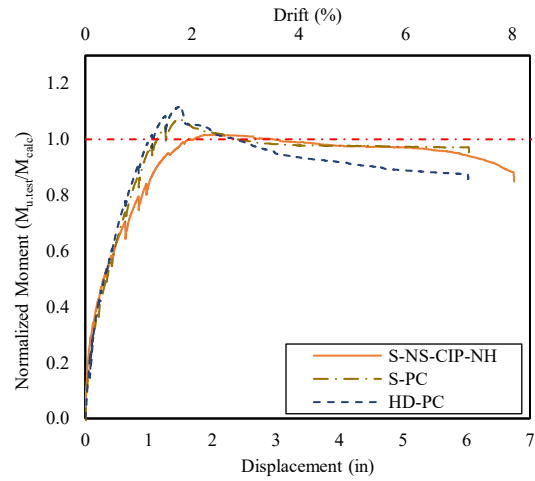 Drift (%)
0 2 4 6 8
Normalized Moment (Mu.test/Mcalc)
1.2
1.0
0.8
0.6
0.4
0.2
0.0
S-NS-CIP-NH
S-PC
HD-PC
0 1 2 3 4 5 6 7
Displacement (in)